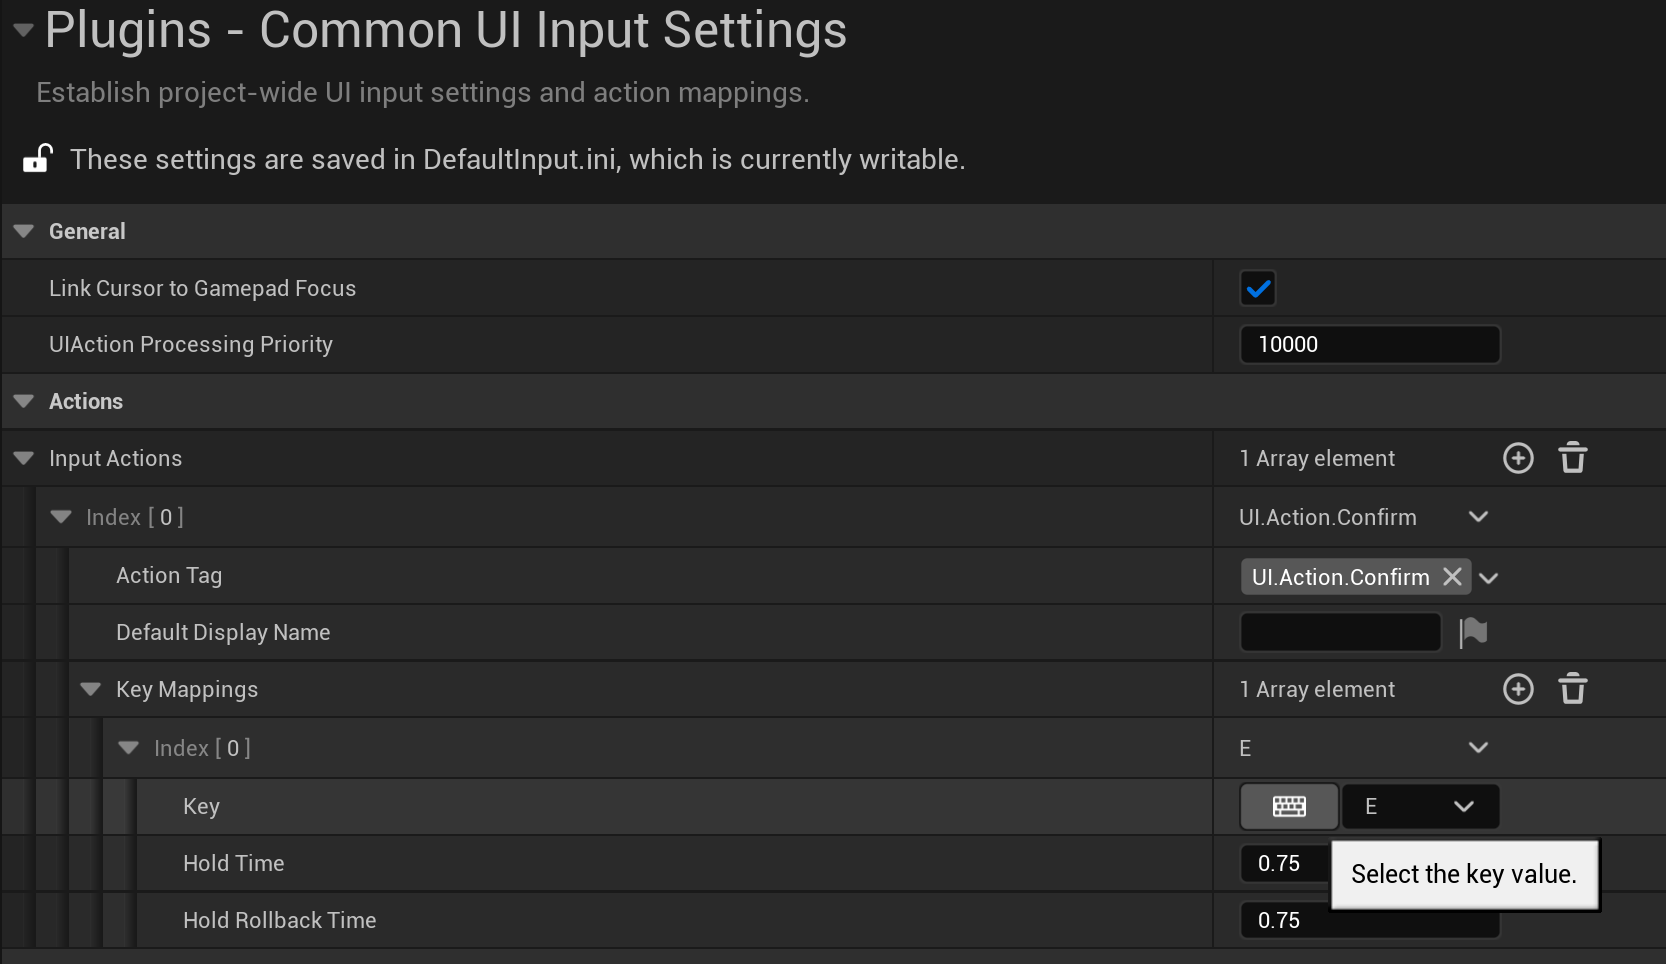 Plugins - Common UI Input Settings
Establish project-wide UI input settings and action mappings.
These settings are saved in DefaultInput.ini, which is currently writable.
General
Link Cursor to Gamepad Focus
UIAction Processing Priority 10000
Actions
Input Actions 1 Array element
Index [ 0 ] UI.Action.Confirm
Action Tag UI.Action.Confirm
Default Display Name
Key Mappings 1 Array element
Index [ 0 ] E
Key E
Hold Time 0.75
Select the key value.
Hold Rollback Time 0.75